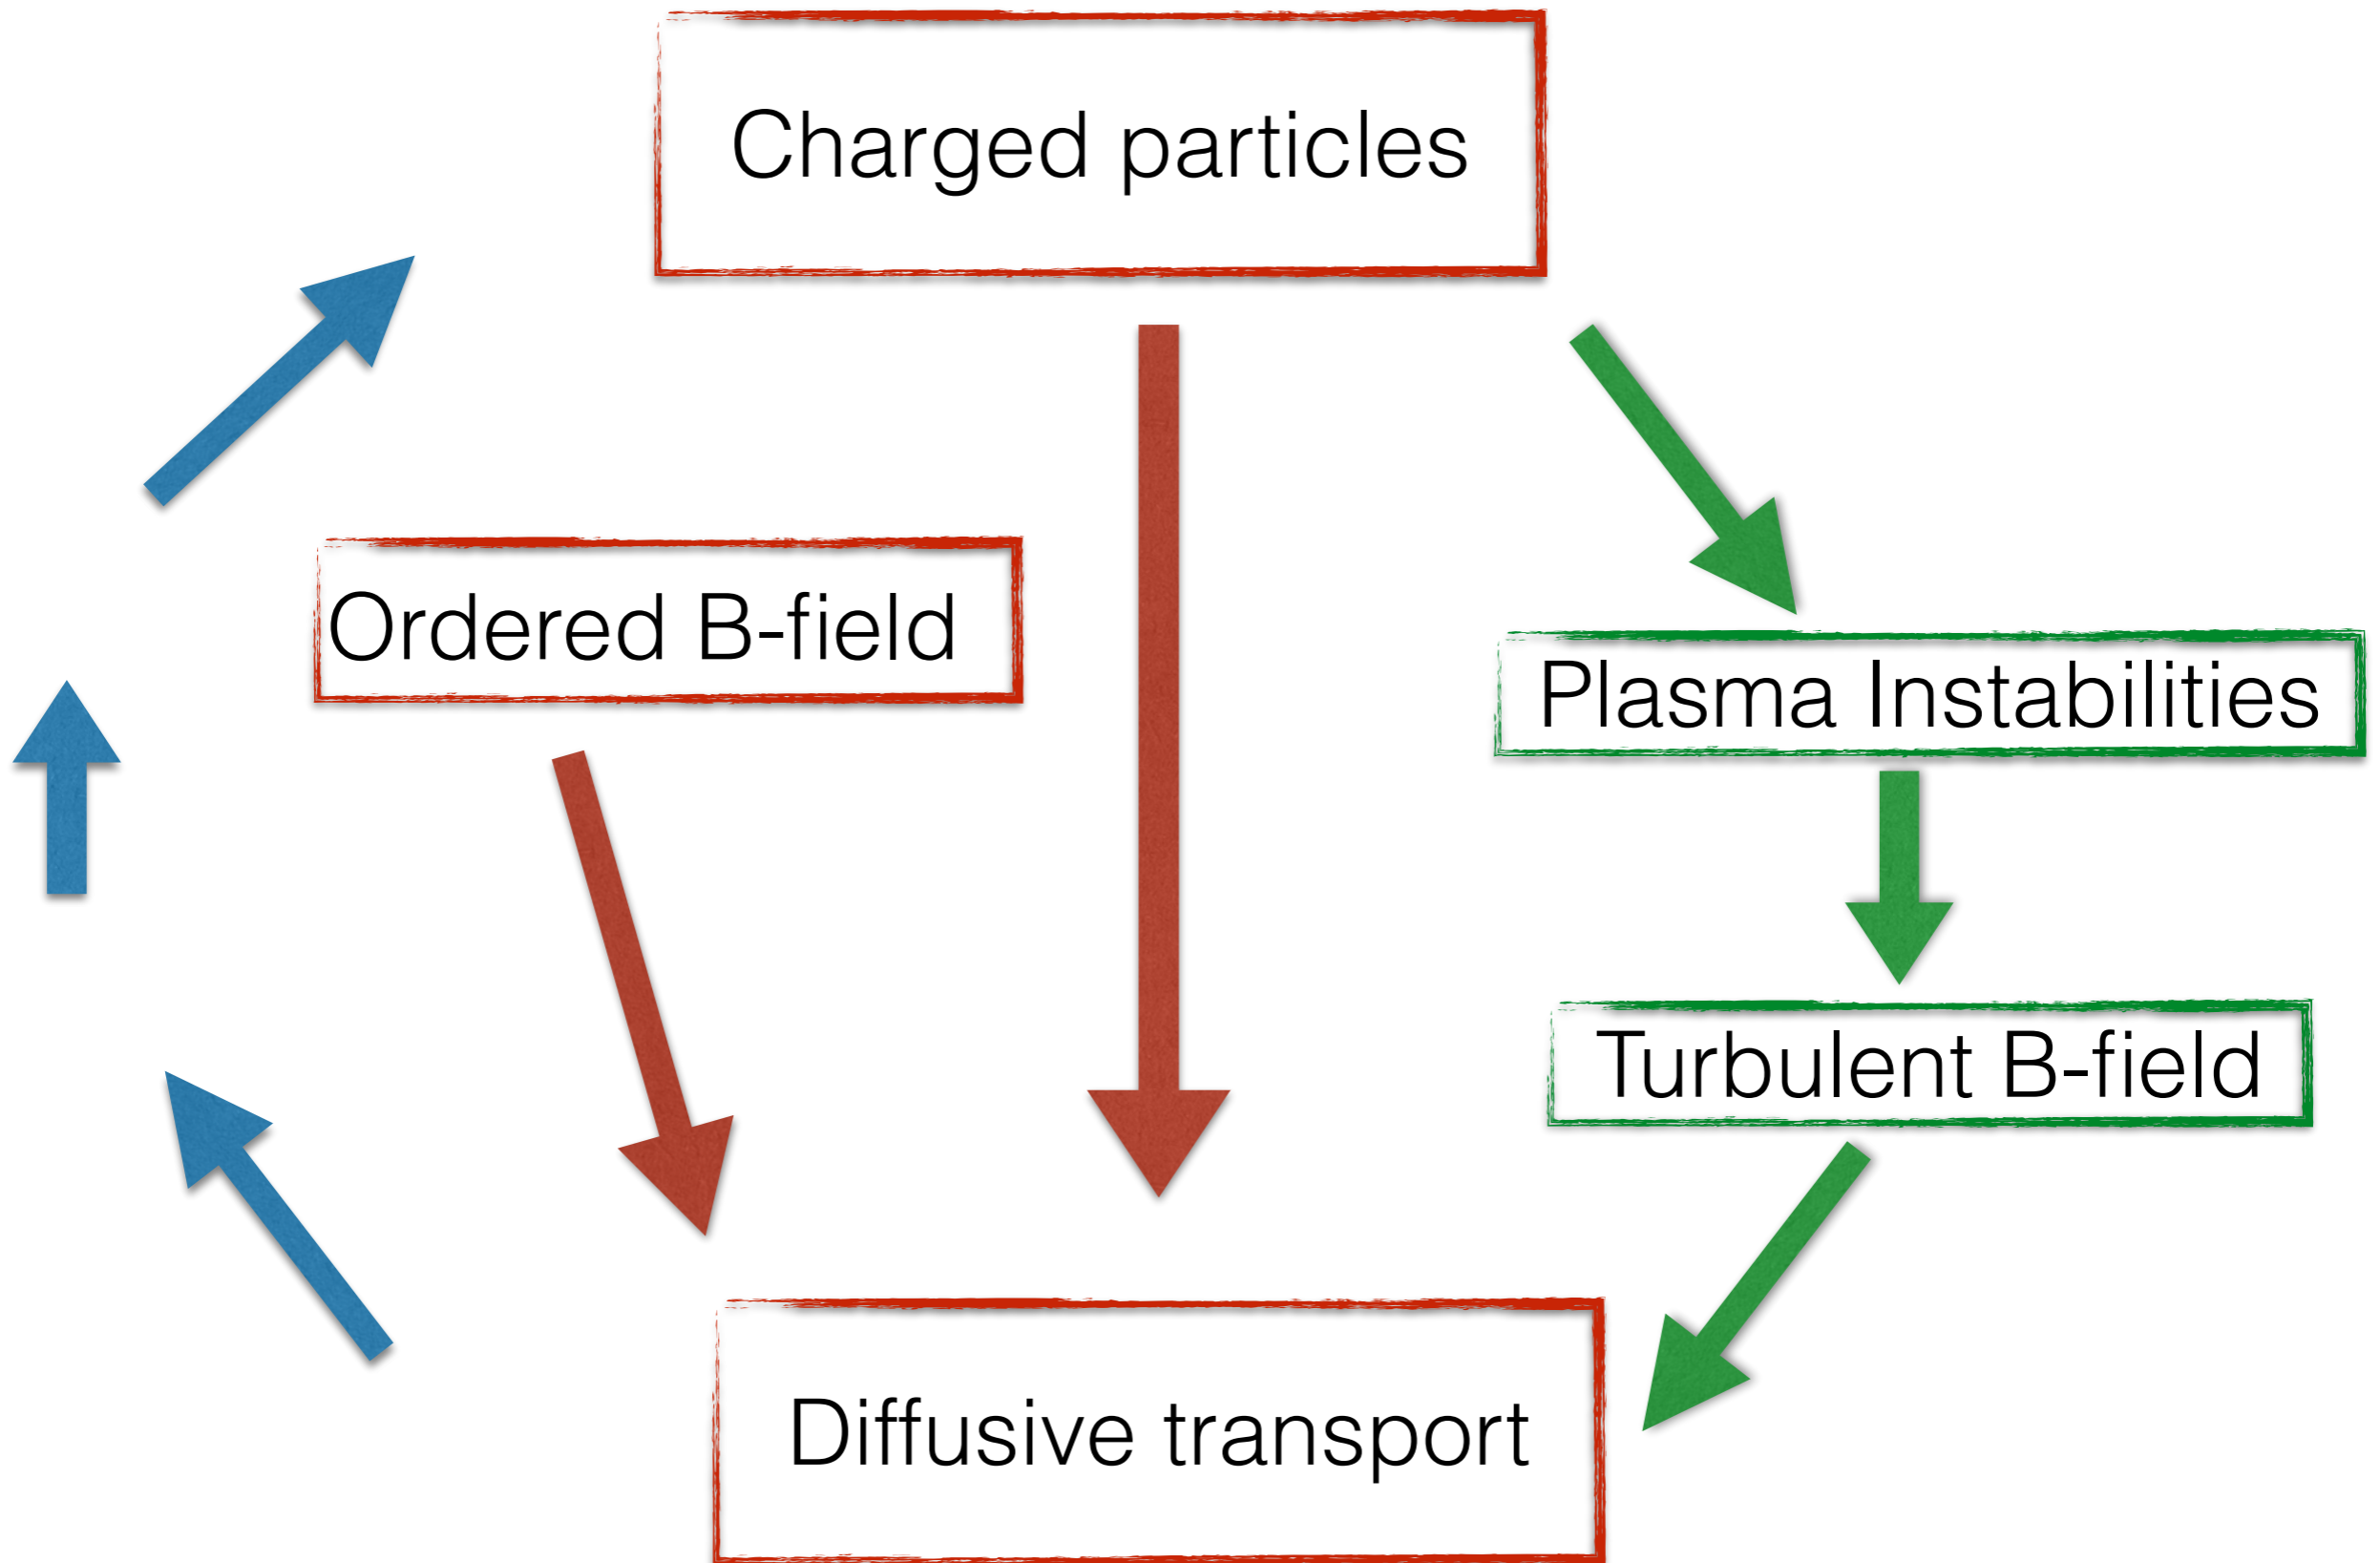 Charged particles
Ordered B-field
Plasma Instabilities
Turbulent B-field
Diffusive transport